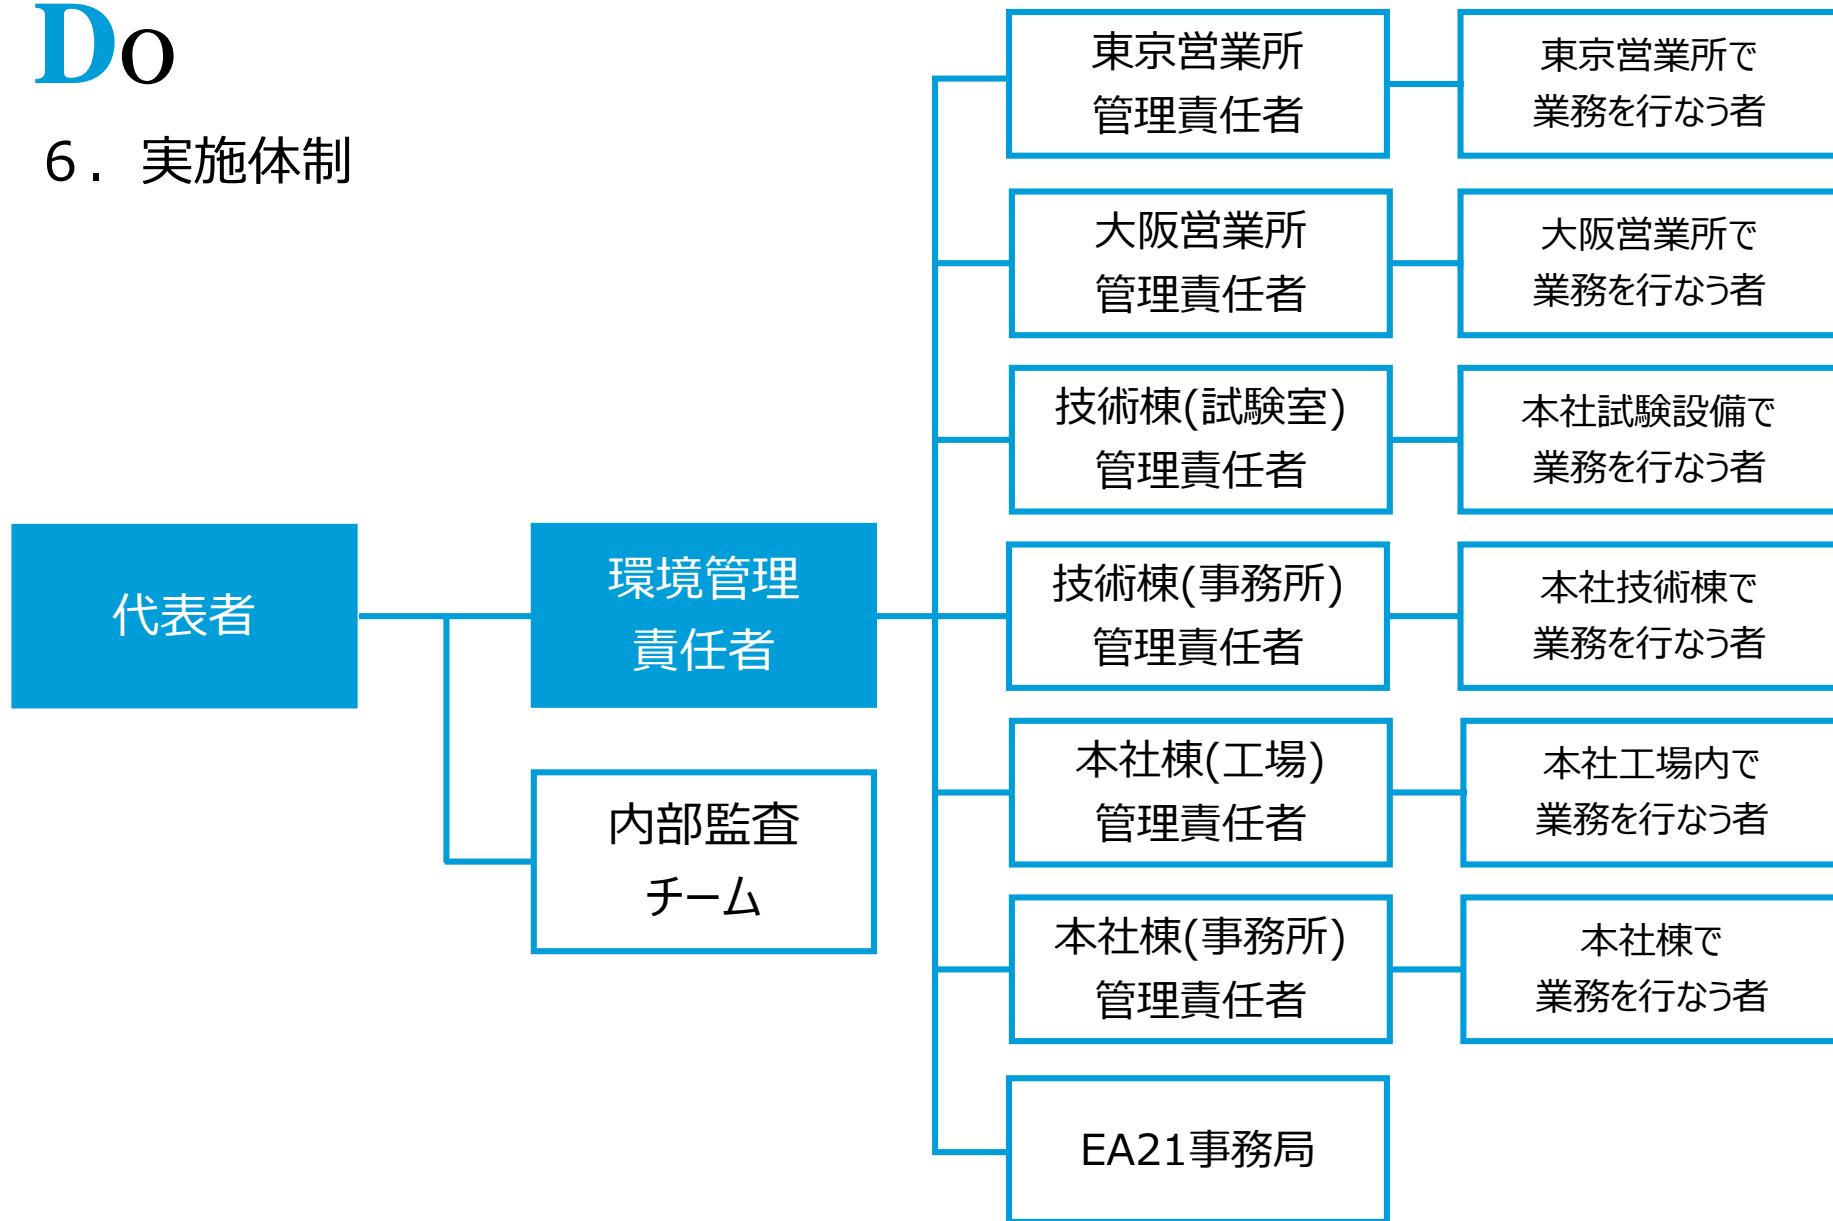 Do
6．実施体制
代表者
環境管理
責任者
内部監査
チーム
東京営業所
管理責任者
東京営業所で
業務を行なう者
大阪営業所
管理責任者
大阪営業所で
業務を行なう者
技術棟(試験室)
管理責任者
本社試験設備で
業務を行なう者
技術棟(事務所)
管理責任者
本社技術棟で
業務を行なう者
本社棟(工場)
管理責任者
本社工場内で
業務を行なう者
本社棟(事務所)
管理責任者
本社棟で
業務を行なう者
EA21事務局